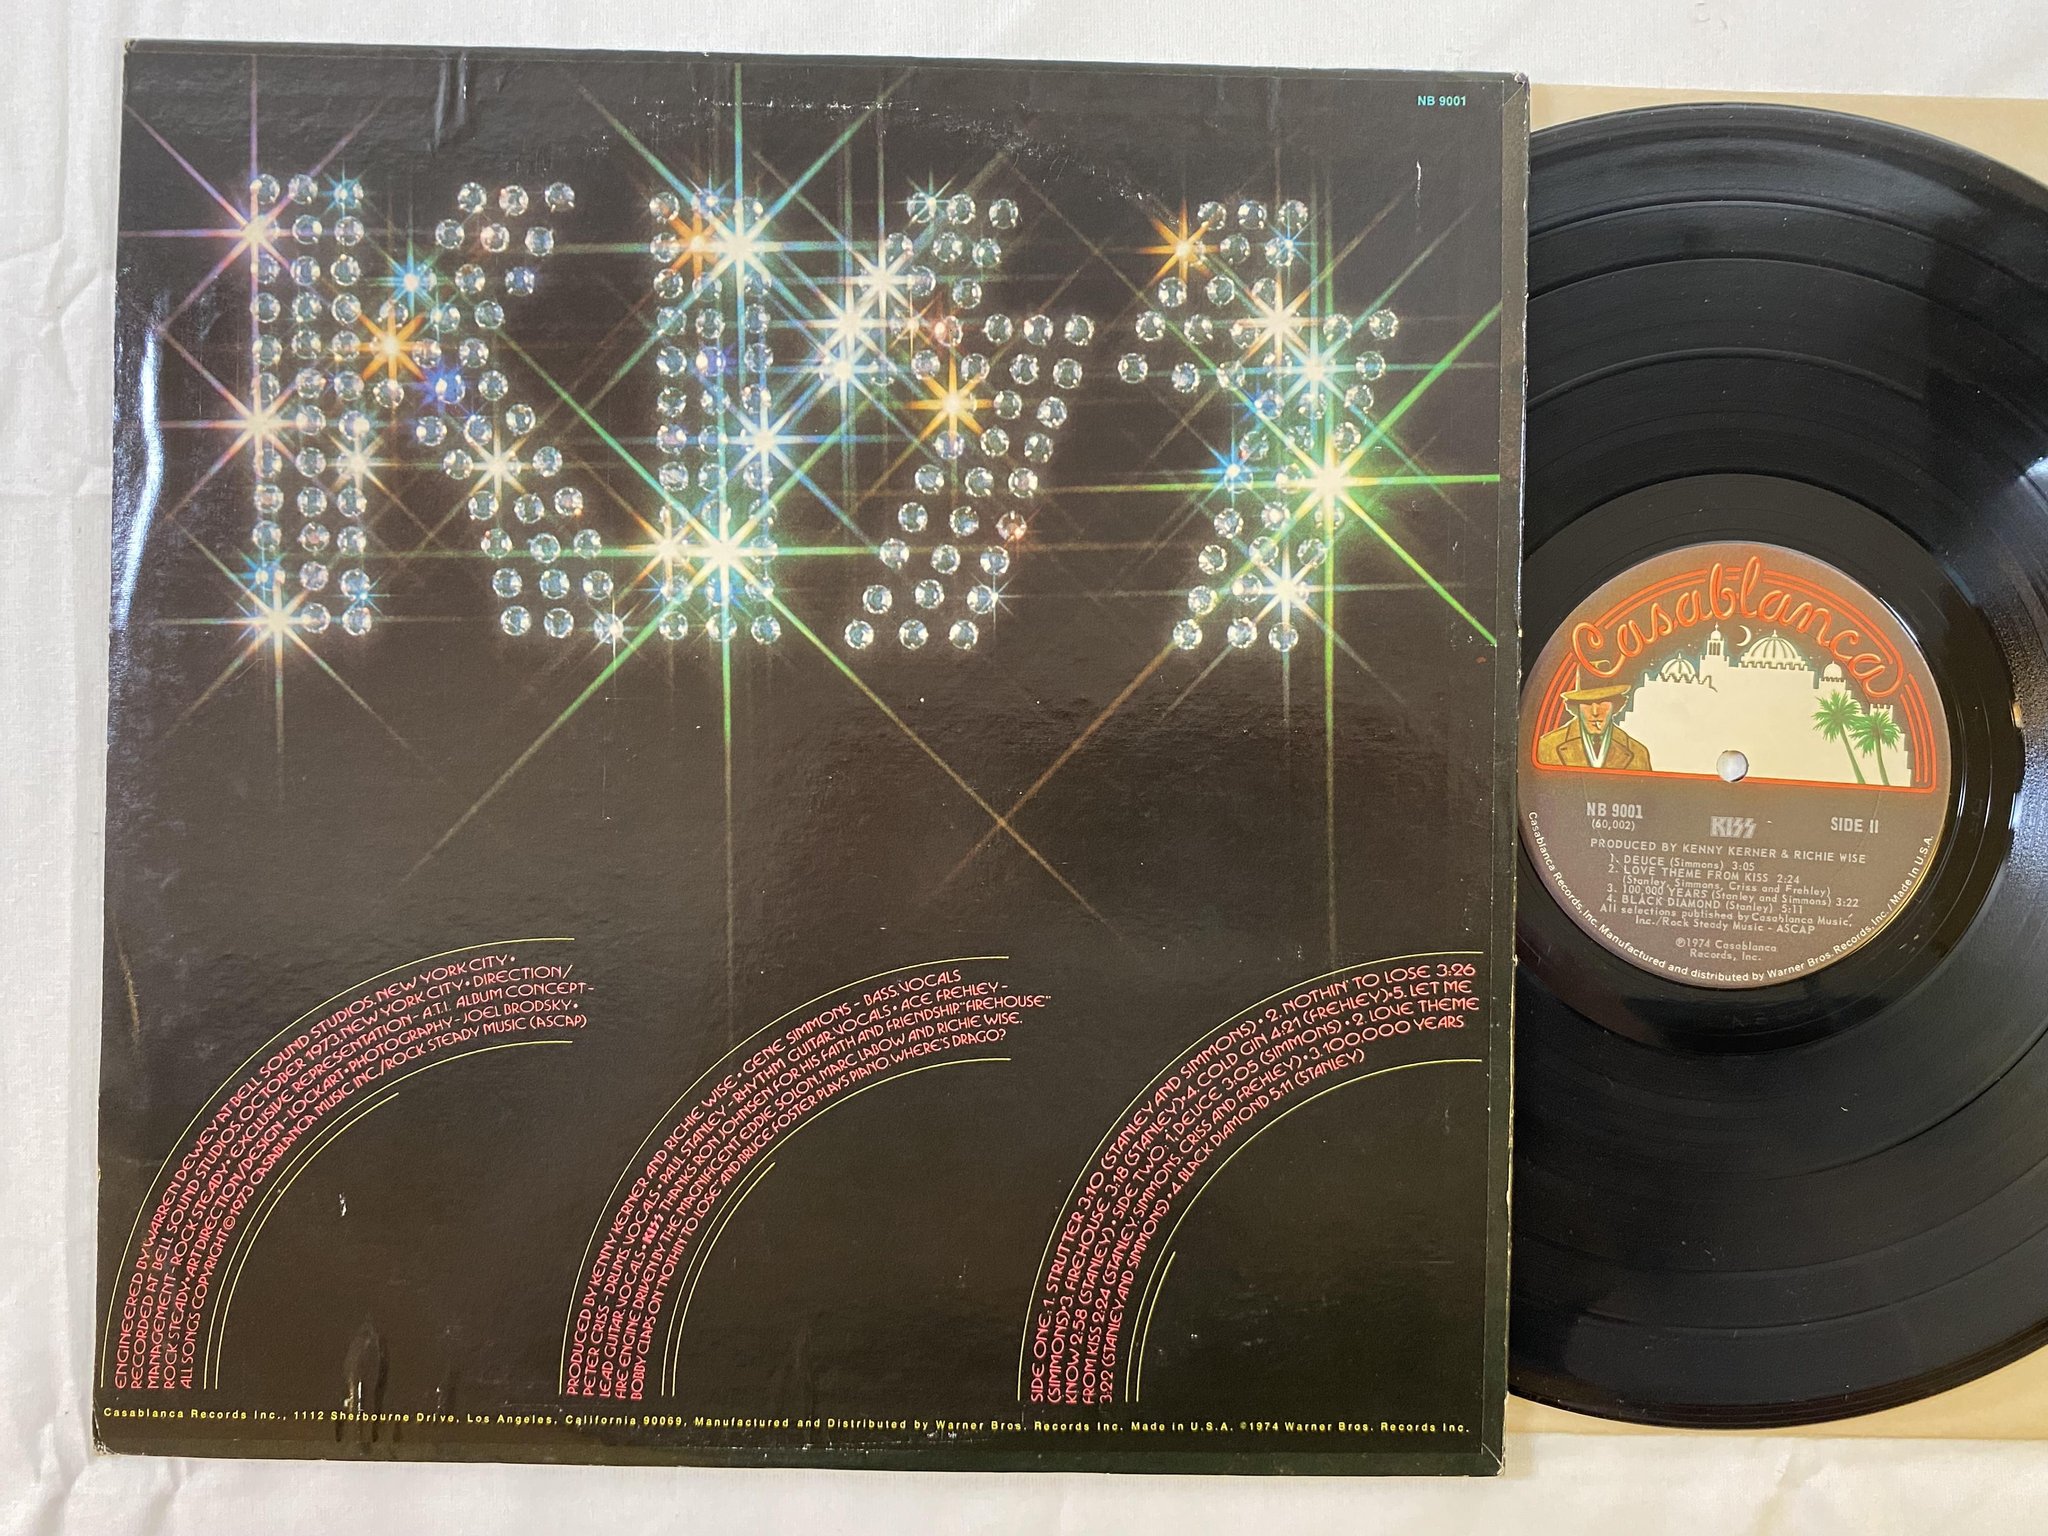 NB 9001
KISS
ENGINEERED BY WARREN DEWEY AT BELL SOUND STUDIOS, NEW YORK CITY •
RECORDED AT BELL SOUND STUDIOS, OCTOBER 1973, NEW YORK CITY • DIRECTION/
MANAGEMENT - ROCK STEADY • EXCLUSIVE REPRESENTATION - A.T.I. ALBUM CONCEPT -
ROCK STEADY • ART DIRECTION/DESIGN - LOCKART • PHOTOGRAPHY - JOEL BRODSKY •
ALL SONGS COPYRIGHT © 1973 CASABLANCA MUSIC INC/ROCK STEADY MUSIC (ASCAP)
PRODUCED BY KENNY KERNER AND RICHIE WISE • GENE SIMMONS - BASS, VOCALS
PETER CRISS - DRUMS, VOCALS • PAUL STANLEY - RHYTHM GUITAR, VOCALS • ACE FREHLEY -
LEAD GUITAR, VOCALS • KISS THANKS RON JOHNSEN FOR HIS FAITH AND FRIENDSHIP. "FIREHOUSE"
FIRE ENGINE DRIVEN BY THE MAGNIFICENT EDDIE SOLON, MARC LABOW AND RICHIE WISE.
BOBBY CLAPS ON "NOTHIN' TO LOSE" AND BRUCE FOSTER PLAYS PIANO. WHERE'S DRAGO?
SIDE ONE: 1. STRUTTER 3:10 (STANLEY AND SIMMONS) • 2. NOTHIN' TO LOSE 3:26
(SIMMONS) • 3. FIREHOUSE 3:18 (STANLEY) • 4. COLD GIN 4:21 (FREHLEY) • 5. LET ME
KNOW 2:58 (STANLEY) • SIDE TWO: 1. DEUCE 3:05 (SIMMONS) • 2. LOVE THEME
FROM KISS 2:24 (STANLEY, SIMMONS, CRISS AND FREHLEY) • 3. 100,000 YEARS
3:22 (STANLEY AND SIMMONS) • 4. BLACK DIAMOND 5:11 (STANLEY)
Casablanca Records Inc., 1112 Sherbourne Drive, Los Angeles, California 90069, Manufactured and Distributed by Warner Bros. Records Inc. Made in U.S.A. ©1974 Warner Bros. Records Inc.
Casablanca
NB 9001
(60,002)
KISS
SIDE II
PRODUCED BY KENNY KERNER & RICHIE WISE
1. DEUCE (Simmons) 3:05
2. LOVE THEME FROM KISS 2:24
(Stanley, Simmons, Criss and Frehley)
3. 100,000 YEARS (Stanley and Simmons) 3:22
4. BLACK DIAMOND (Stanley) 5:11
All selections published by Casablanca Music,
Inc./Rock Steady Music - ASCAP
℗1974 Casablanca
Records, Inc.
Casablanca Records, Inc. Manufactured and distributed by Warner Bros. Records, Inc./Made in U.S.A.